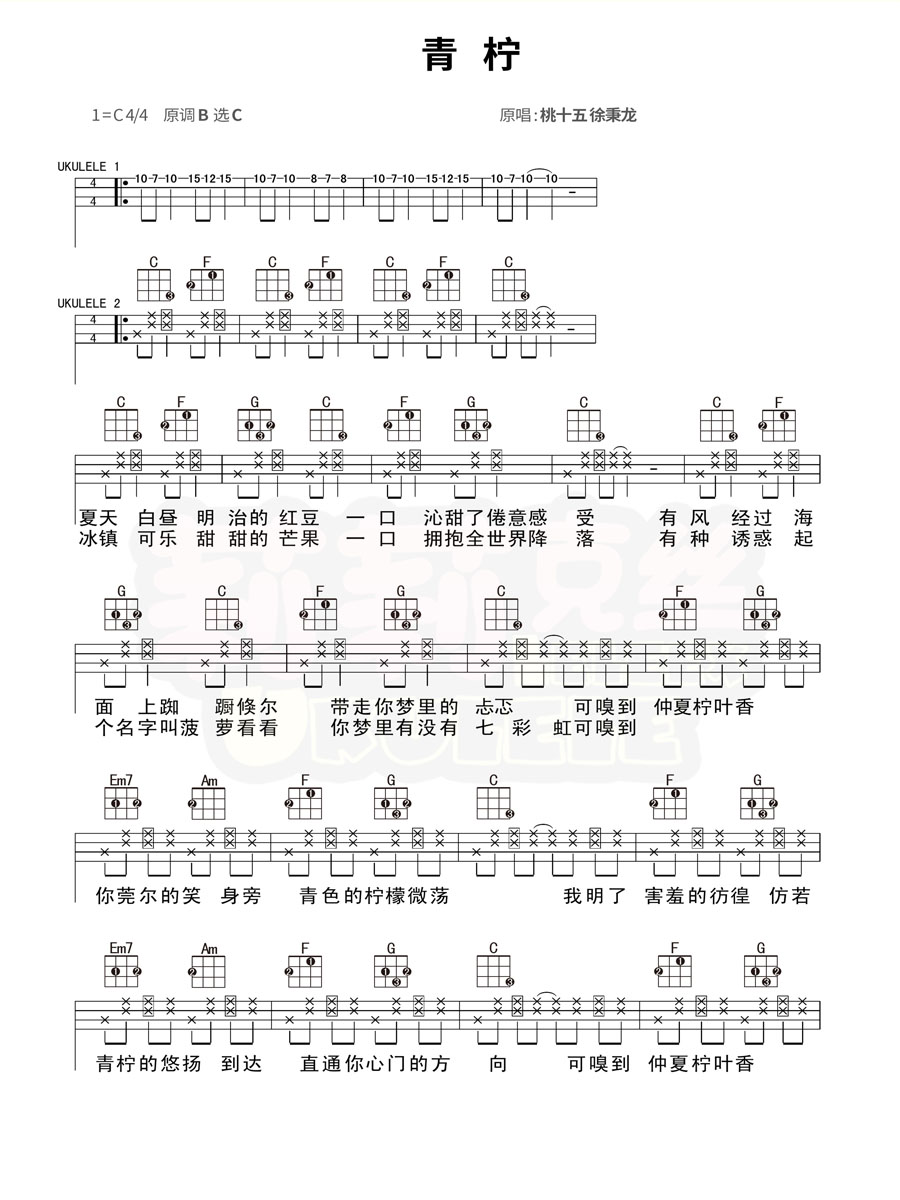 青 柠
1=C 4/4 原调B 选C 原唱:桃十五 徐秉龙
UKULELE 1
4 10-7-10 15-12-15 10-7-10 8-7-8 10-7-10 15-12-15 10-7-10 10
4
C F C F C F C
UKULELE 2
4
4
C F G C F G C C F
夏天 白昼 明 治的 红豆 一 口 沁甜了倦意感 受 有 风 经过 海
冰镇 可乐 甜 甜的 芒果 一 口 拥抱全世界降 落 有 种 诱惑 起
G C F G C F G
面 上踟 蹰倏尔 带走你梦里的 忐忑 可嗅到 仲夏柠叶香
个名字叫菠 萝看看 你梦里有没有 七 彩 虹可嗅到
Em7 Am F G C F G
你莞尔的笑 身旁 青色的柠檬微荡 我明了 害羞的彷徨 仿若
Em7 Am F G C F G
青柠的悠扬 到达 直通你心门的方 向 可嗅到 仲夏柠叶香